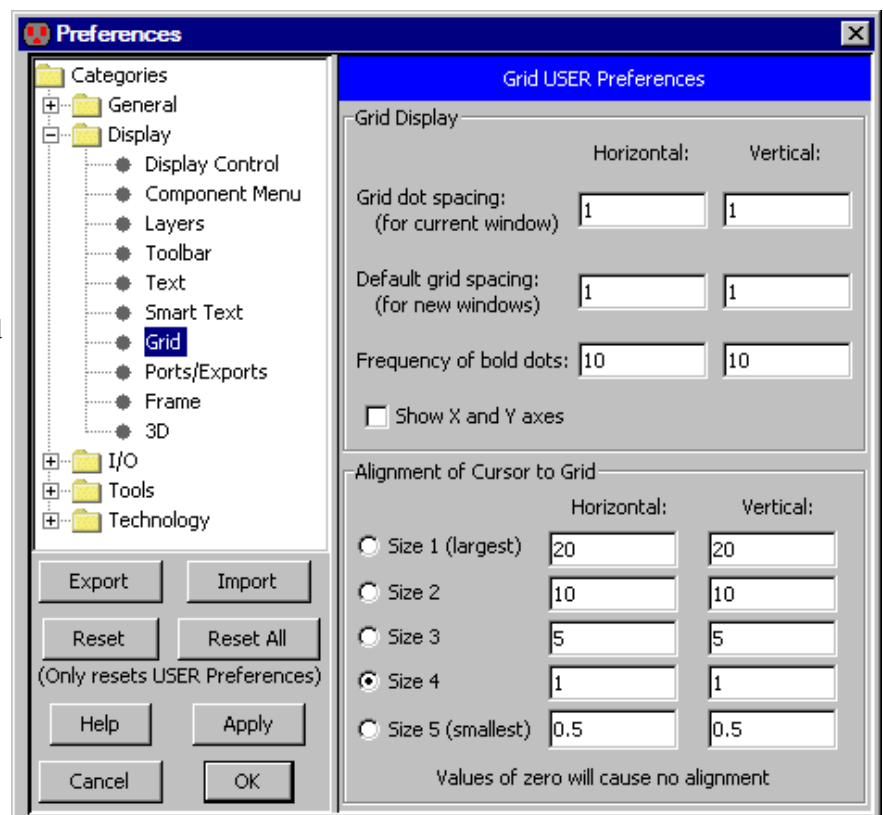 Preferences
Categories
General
Display
Display Control
Component Menu
Layers
Toolbar
Text
Smart Text
Grid
Ports/Exports
Frame
3D
I/O
Tools
Technology
Export Import
Reset Reset All
(Only resets USER Preferences)
Help Apply
Cancel OK
Grid USER Preferences
Grid Display
Horizontal: Vertical:
Grid dot spacing:
(for current window) 1 1
Default grid spacing:
(for new windows) 1 1
Frequency of bold dots: 10 10
Show X and Y axes
Alignment of Cursor to Grid
Horizontal: Vertical:
Size 1 (largest) 20 20
Size 2 10 10
Size 3 5 5
Size 4 1 1
Size 5 (smallest) 0.5 0.5
Values of zero will cause no alignment